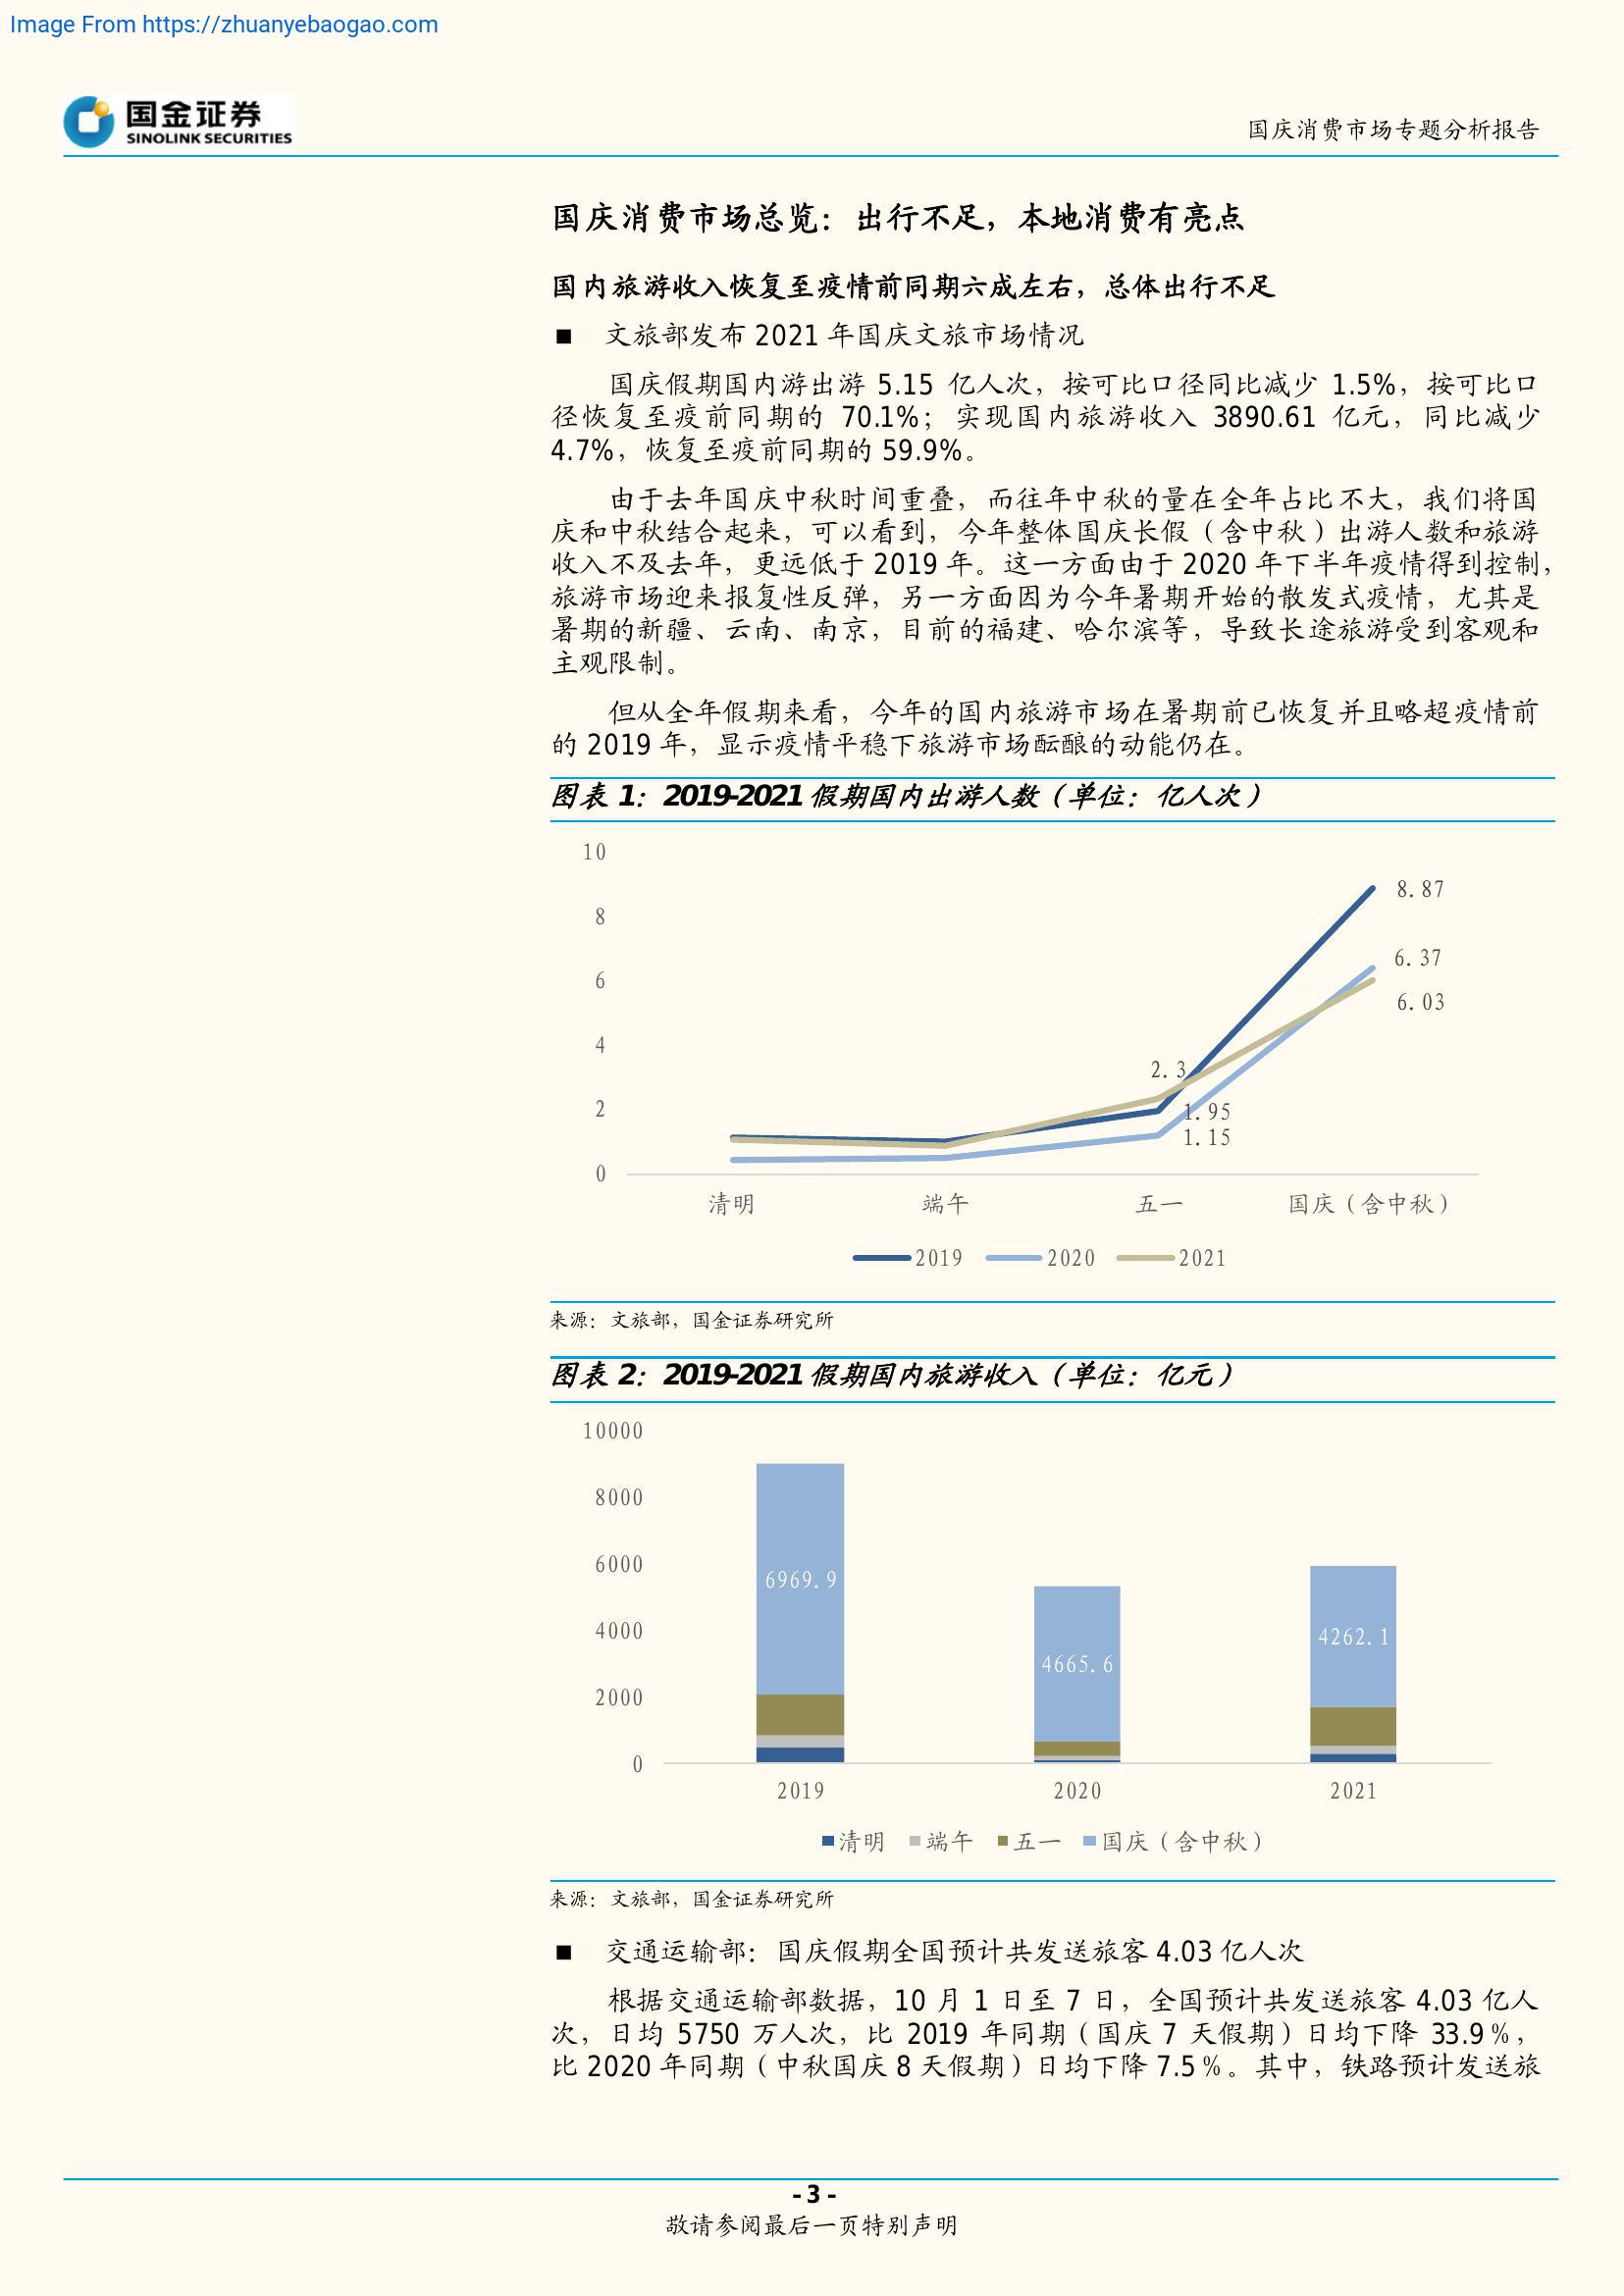 Image From https://zhuanyebaogao.com
国金证券
SINOLINK SECURITIES
国庆消费市场专题分析报告
国庆消费市场总览：出行不足，本地消费有亮点
国内旅游收入恢复至疫情前同期六成左右，总体出行不足
■ 文旅部发布 2021 年国庆文旅市场情况
国庆假期国内游出游 5.15 亿人次，按可比口径同比减少 1.5%，按可比口
径恢复至疫前同期的 70.1%；实现国内旅游收入 3890.61 亿元，同比减少
4.7%，恢复至疫前同期的 59.9%。
由于去年国庆中秋时间重叠，而往年中秋的量在全年占比不大，我们将国
庆和中秋结合起来，可以看到，今年整体国庆长假（含中秋）出游人数和旅游
收入不及去年，更远低于 2019 年。这一方面由于 2020 年下半年疫情得到控制，
旅游市场迎来报复性反弹，另一方面因为今年暑期开始的散发式疫情，尤其是
暑期的新疆、云南、南京，目前的福建、哈尔滨等，导致长途旅游受到客观和
主观限制。
但从全年假期来看，今年的国内旅游市场在暑期前已恢复并且略超疫情前
的 2019 年，显示疫情平稳下旅游市场酝酿的动能仍在。
图表 1：2019-2021 假期国内出游人数（单位：亿人次）
10
8
6
4
2
0
8.87
6.37
6.03
2.3
1.95
1.15
清明 端午 五一 国庆（含中秋）
2019 2020 2021
来源：文旅部，国金证券研究所
图表 2：2019-2021 假期国内旅游收入（单位：亿元）
10000
8000
6000
4000
2000
0
6969.9
4665.6
4262.1
2019 2020 2021
清明 端午 五一 国庆（含中秋）
来源：文旅部，国金证券研究所
■ 交通运输部：国庆假期全国预计共发送旅客 4.03 亿人次
根据交通运输部数据，10 月 1 日至 7 日，全国预计共发送旅客 4.03 亿人
次，日均 5750 万人次，比 2019 年同期（国庆 7 天假期）日均下降 33.9％，
比 2020 年同期（中秋国庆 8 天假期）日均下降 7.5％。其中，铁路预计发送旅
- 3 -
敬请参阅最后一页特别声明